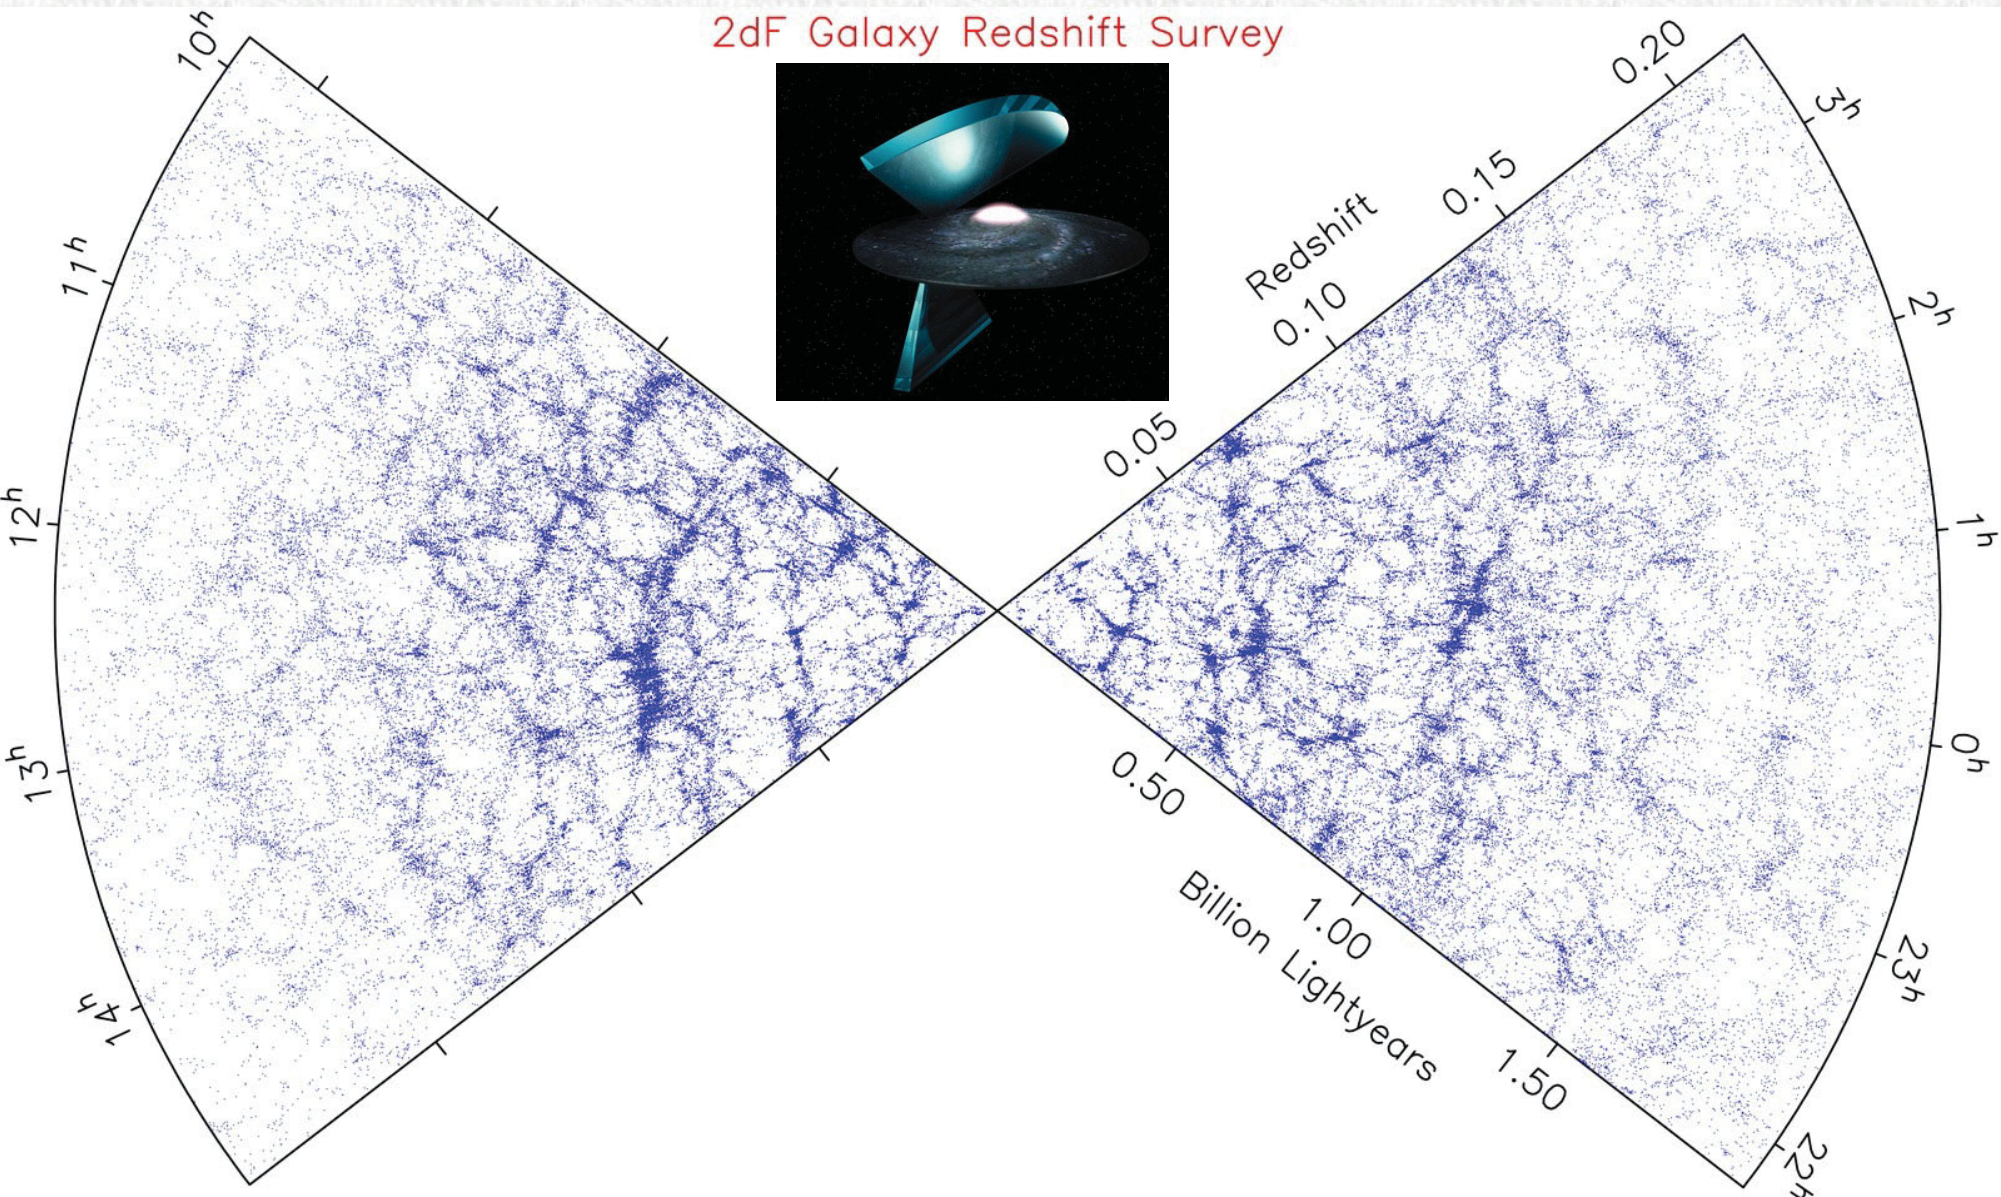 2dF Galaxy Redshift Survey
10h
11h
12h
13h
14h
Redshift
0.05
0.10
0.15
0.20
3h
2h
1h
0h
23h
22h
0.50
1.00
1.50
Billion Lightyears